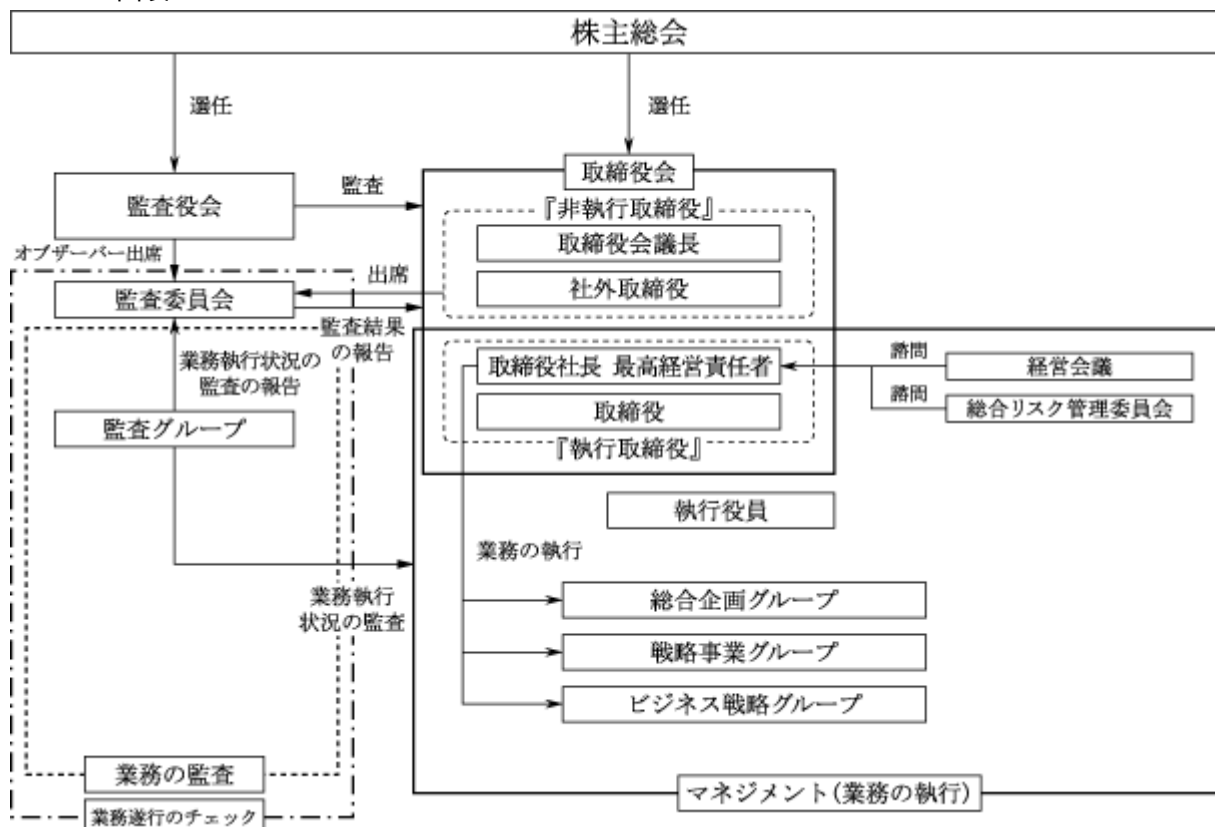 株主総会
選任
選任
取締役会
監査役会
監査
『非執行取締役』
取締役会議長
オブザーバー出席
出席
社外取締役
監査委員会
監査結果
の報告
業務執行状況の
監査の報告
取締役社長 最高経営責任者
諮問
経営会議
諮問
総合リスク管理委員会
取締役
監査グループ
『執行取締役』
執行役員
業務の執行
業務執行
状況の監査
総合企画グループ
戦略事業グループ
ビジネス戦略グループ
業務の監査
マネジメント(業務の執行)
業務遂行のチェック